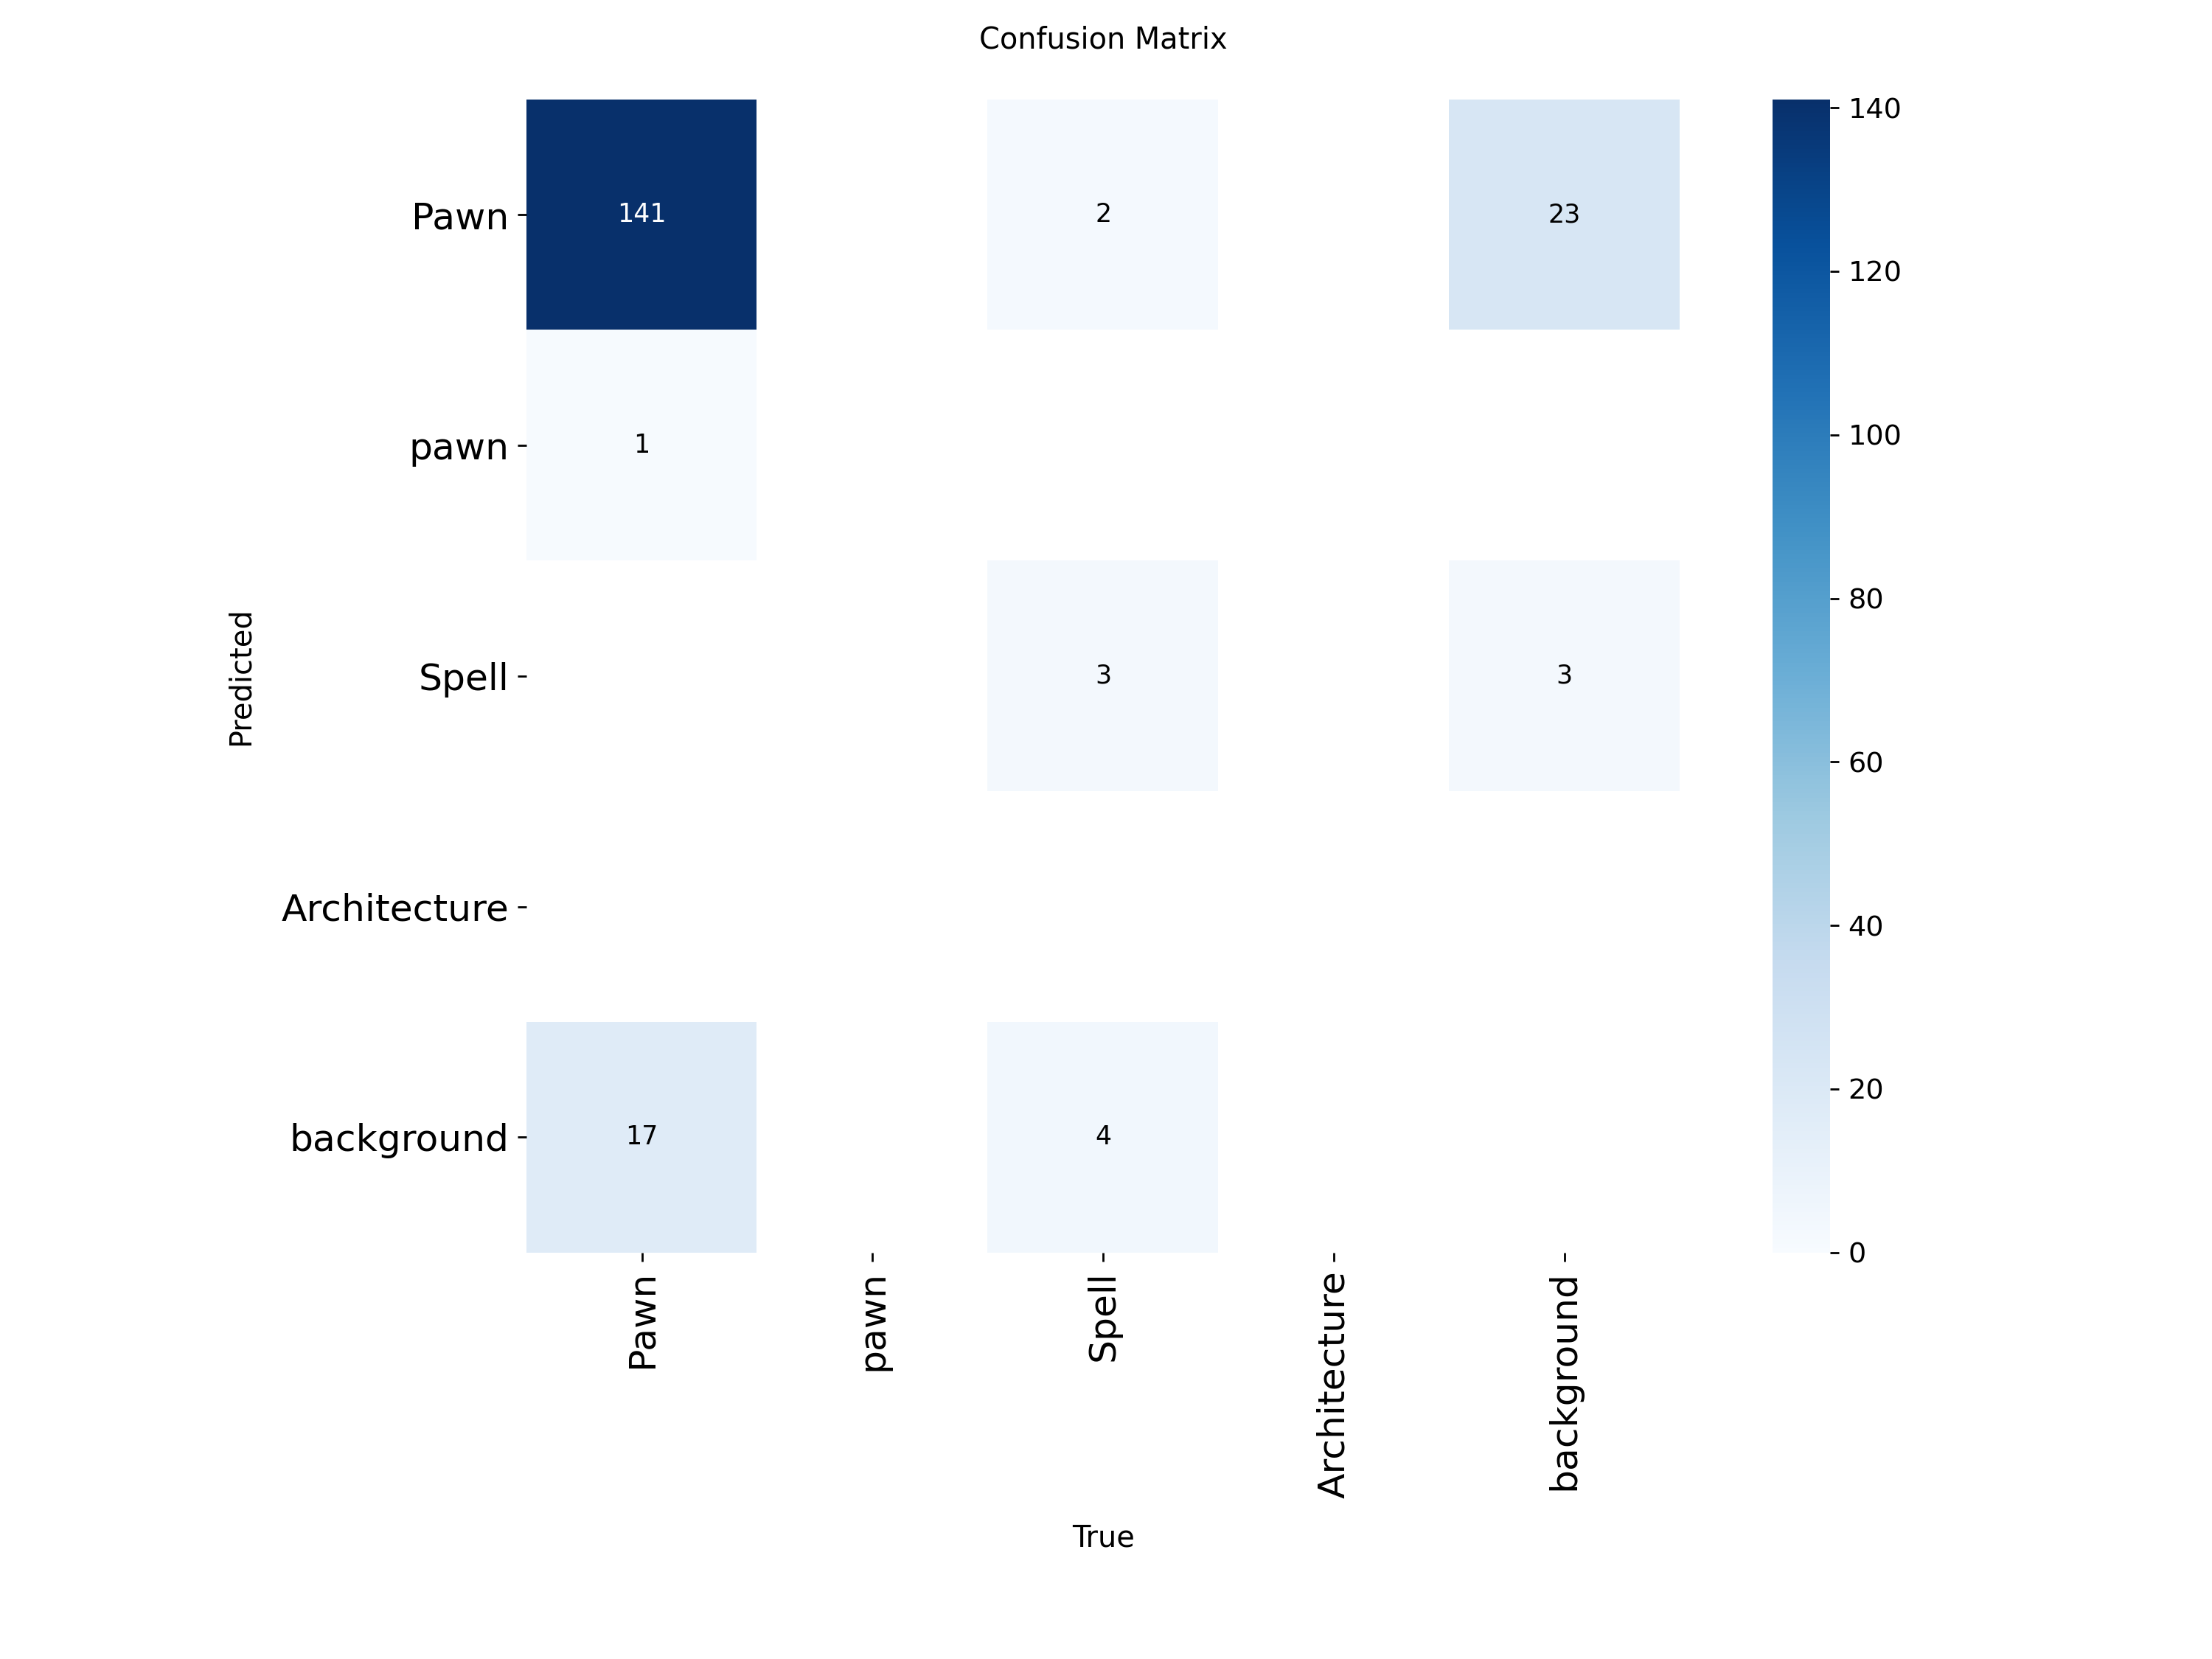 Confusion Matrix
Pawn
141
2
23
pawn
1
Spell
3
3
Architecture
background
17
4
Predicted
Pawn
pawn
Spell
Architecture
background
True
140
120
100
80
60
40
20
0